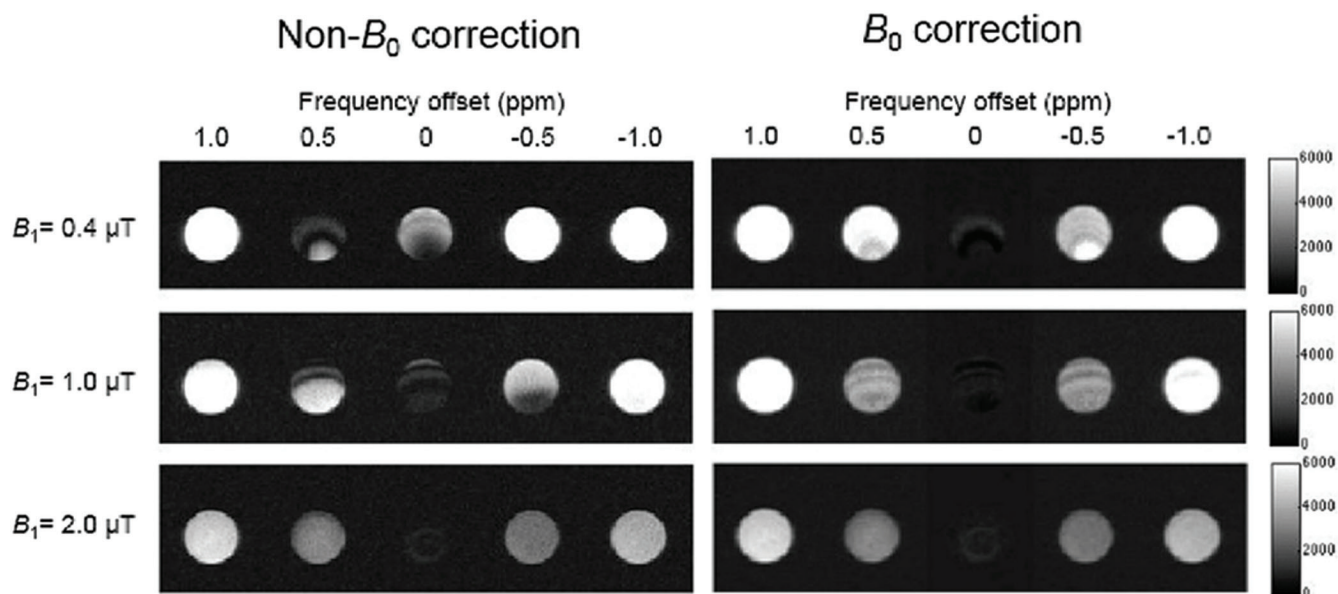 Non-B0 correction
B0 correction
Frequency offset (ppm)
Frequency offset (ppm)
1.0 0.5 0 -0.5 -1.0
1.0 0.5 0 -0.5 -1.0
B1= 0.4 µT
6000
4000
2000
0
B1= 1.0 µT
6000
4000
2000
0
B1= 2.0 µT
6000
4000
2000
0